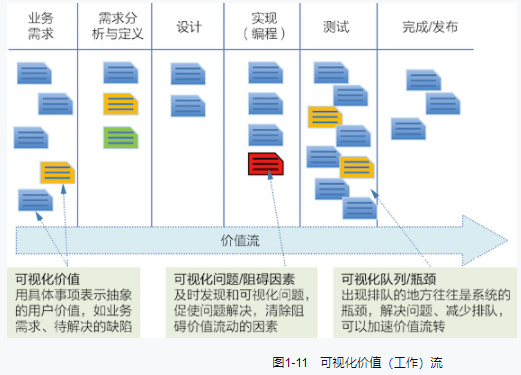 业务
需求
需求分
析与定义
设计
实现
（编程）
测试
完成/发布
价值流
可视化价值
用具体事项表示抽象
的用户价值，如业务
需求、待解决的缺陷
可视化问题/阻碍因素
及时发现和可视化问题，
促使问题解决，清除阻
碍价值流动的因素
可视化队列/瓶颈
出现排队的地方往往是系统的
瓶颈，解决问题、减少排队，
可以加速价值流转
图1-11 可视化价值（工作）流